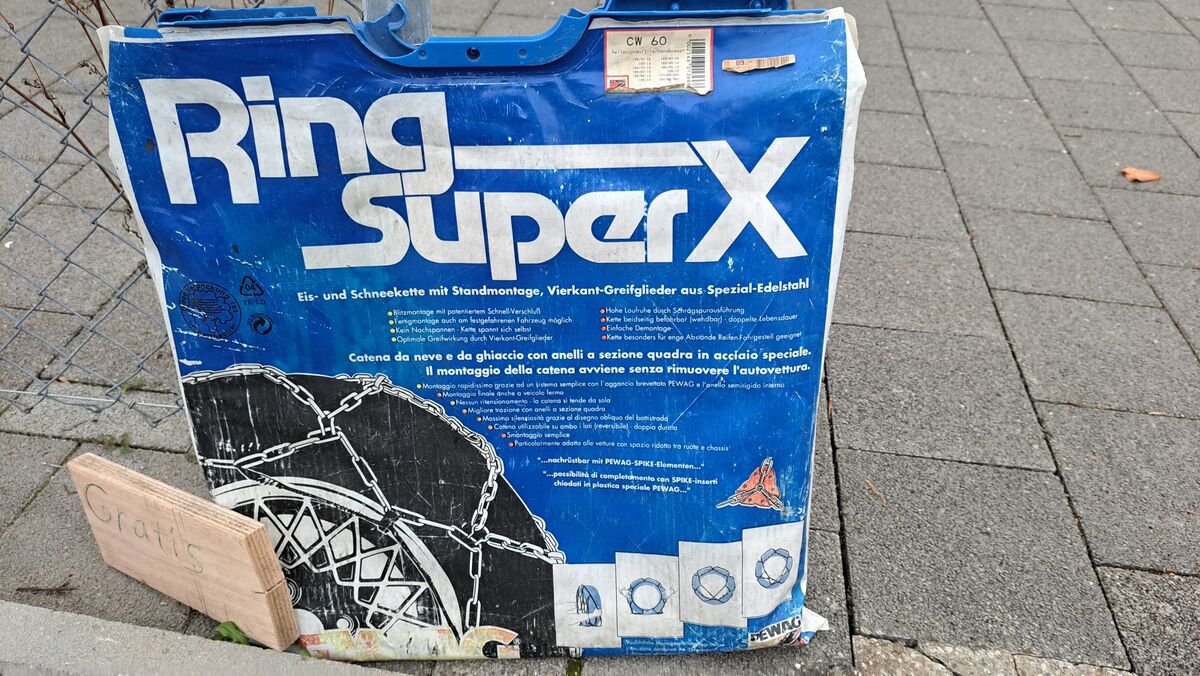 CW 60
89.-
Ring
Super X
Eis- und Schneekette mit Standmontage, Vierkant-Greifglieder aus Spezial-Edelstahl
Blitzmontage mit patentiertem Schnell-Verschluß
Fertigmontage auch am festgefahrenen Fahrzeug möglich
Kein Nachspannen - Kette spannt sich selbst
Optimale Greifwirkung durch Vierkant-Greifglieder
Hohe Laufruhe durch Schrägspurausführung
Kette beidseitig befahrbar (wendbar) - doppelte Lebensdauer
Einfache Demontage
Kette besonders für enge Abstände Reifen-Fahrgestell geeignet
Catena da neve e da ghiaccio con anelli a sezione quadra in acciaio speciale.
Il montaggio della catena avviene senza rimuovere l'autovettura.
Montaggio rapidissimo grazie ad un sistema semplice con l'aggancio brevettato PEWAG e l'anello semirigido interno
Montaggio finale anche a veicolo fermo
Nessun ritensionamento - la catena si tende da sola
Migliore trazione con anelli a sezione quadra
Massima silenziosità grazie al disegno obliquo del battistrada
Catena utilizzabile su ambo i lati (reversibile) - doppia durata
Smontaggio semplice
Particolarmente adatta alle vetture con spazio ridotto tra ruote e chassis
"...nachrüstbar mit PEWAG-SPIKE-Elementen..."
"...possibilità di completamento con SPIKE-inserti
chiodati in plastica speciale PEWAG..."
Gratis
PEWAG